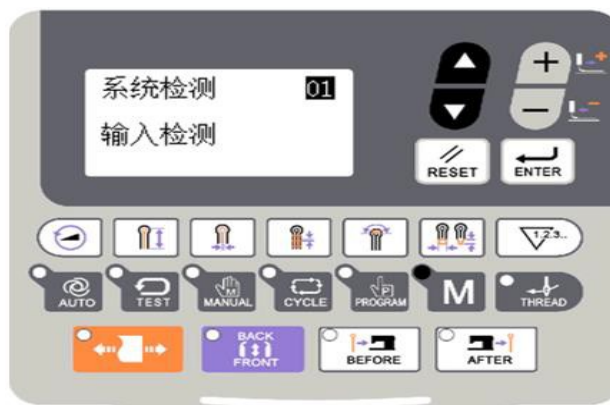 系统检测 01
输入检测
+
−
RESET
ENTER
1.2.3..
AUTO
TEST
M
MANUAL
CYCLE
P
PROGRAM
M
THREAD
BACK
FRONT
BEFORE
AFTER